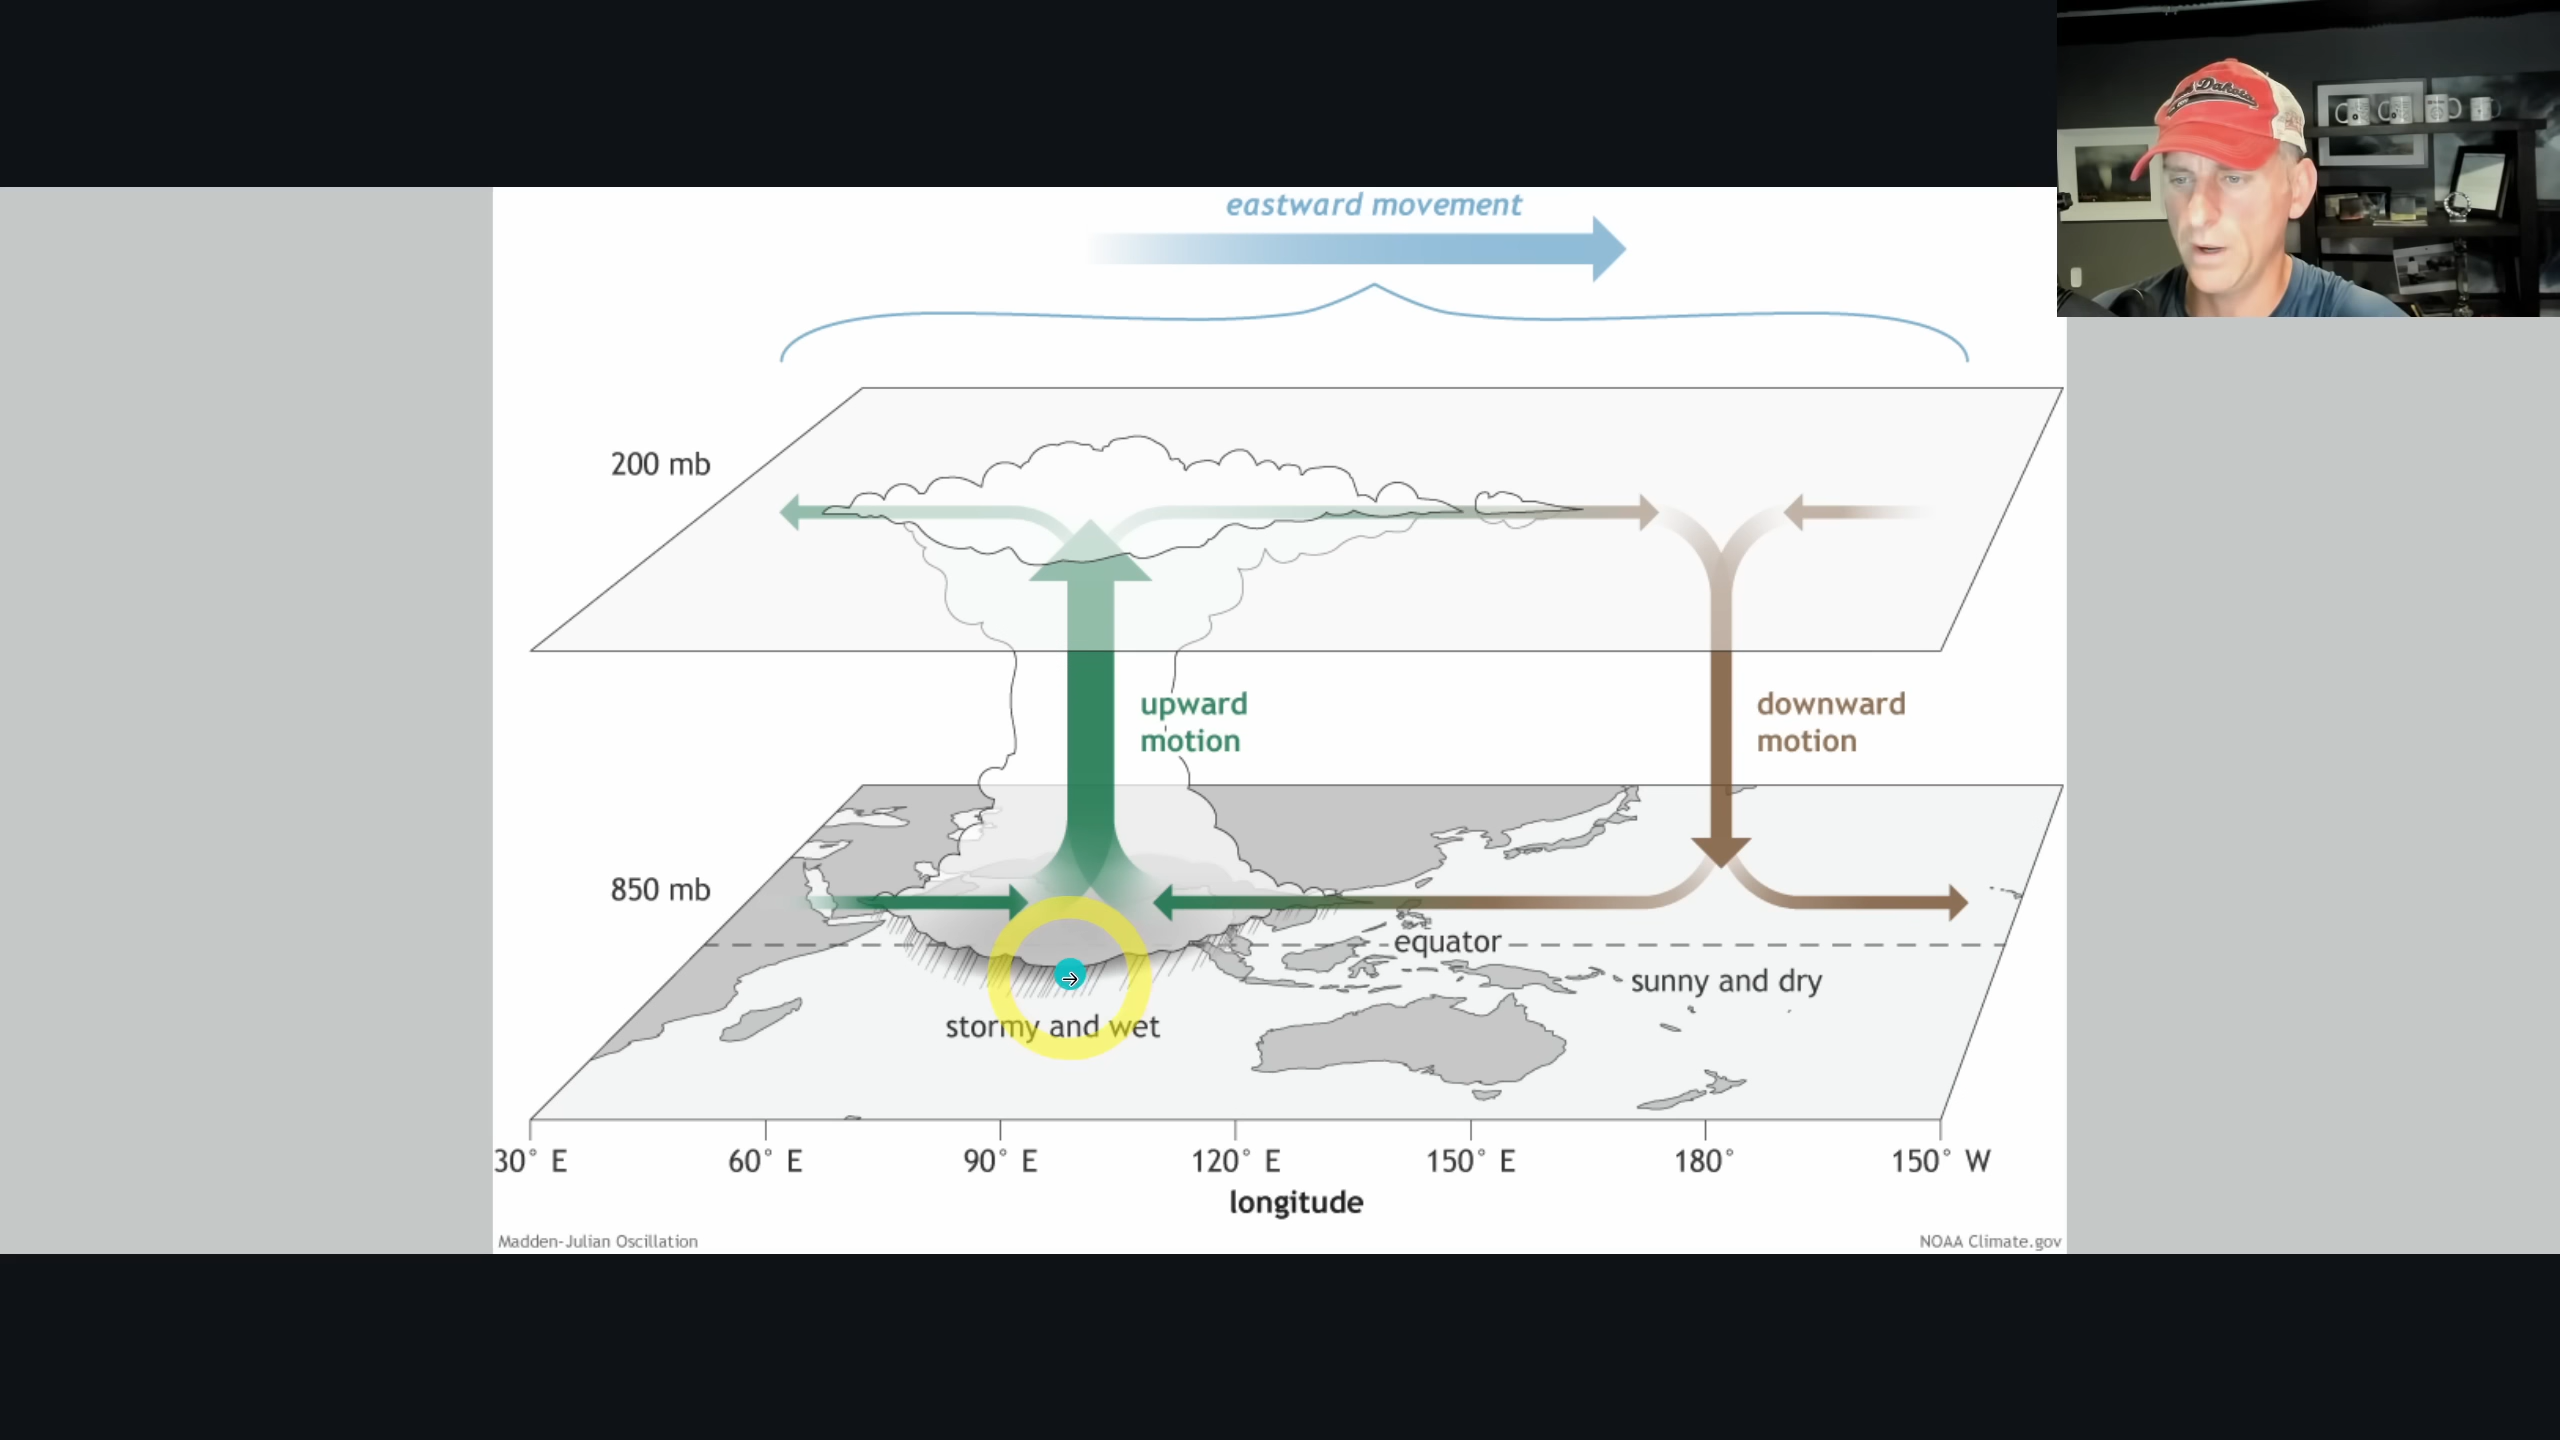 eastward movement
Dakota
200 mb
upward
motion
downward
motion
850 mb
equator
sunny and dry
stormy and wet
30° E
60° E
90° E
120° E
150° E
180°
150° W
longitude
Madden-Julian Oscillation
NOAA Climate.gov